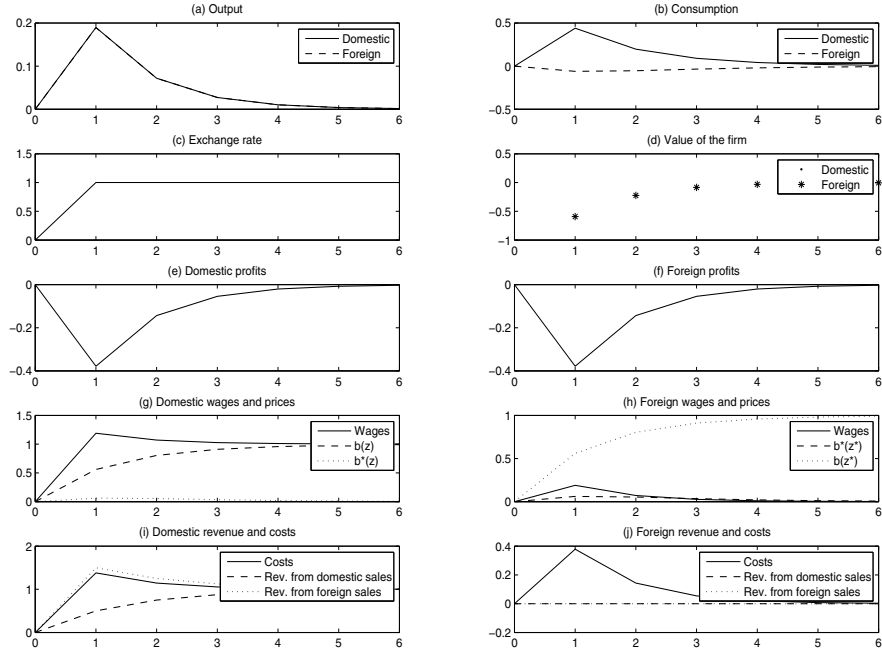 (a) Output
0.2
0.1
0
0 1 2 3 4 5 6
Domestic
Foreign
(b) Consumption
0.5
0
−0.5
0 1 2 3 4 5 6
Domestic
Foreign
(c) Exchange rate
1.5
1
0.5
0
0 1 2 3 4 5 6
(d) Value of the firm
0.5
0
−0.5
−1
0 1 2 3 4 5 6
Domestic
Foreign
(e) Domestic profits
0
−0.2
−0.4
0 1 2 3 4 5 6
(f) Foreign profits
0
−0.2
−0.4
0 1 2 3 4 5 6
(g) Domestic wages and prices
1.5
1
0.5
0
0 1 2 3 4 5 6
Wages
b(z)
b*(z)
(h) Foreign wages and prices
1
0.5
0
0 1 2 3 4 5 6
Wages
b*(z*)
b(z*)
(i) Domestic revenue and costs
2
1
0
0 1 2 3 4 5 6
Costs
Rev. from domestic sales
Rev. from foreign sales
(j) Foreign revenue and costs
0.4
0.2
0
−0.2
0 1 2 3 4 5 6
Costs
Rev. from domestic sales
Rev. from foreign sales